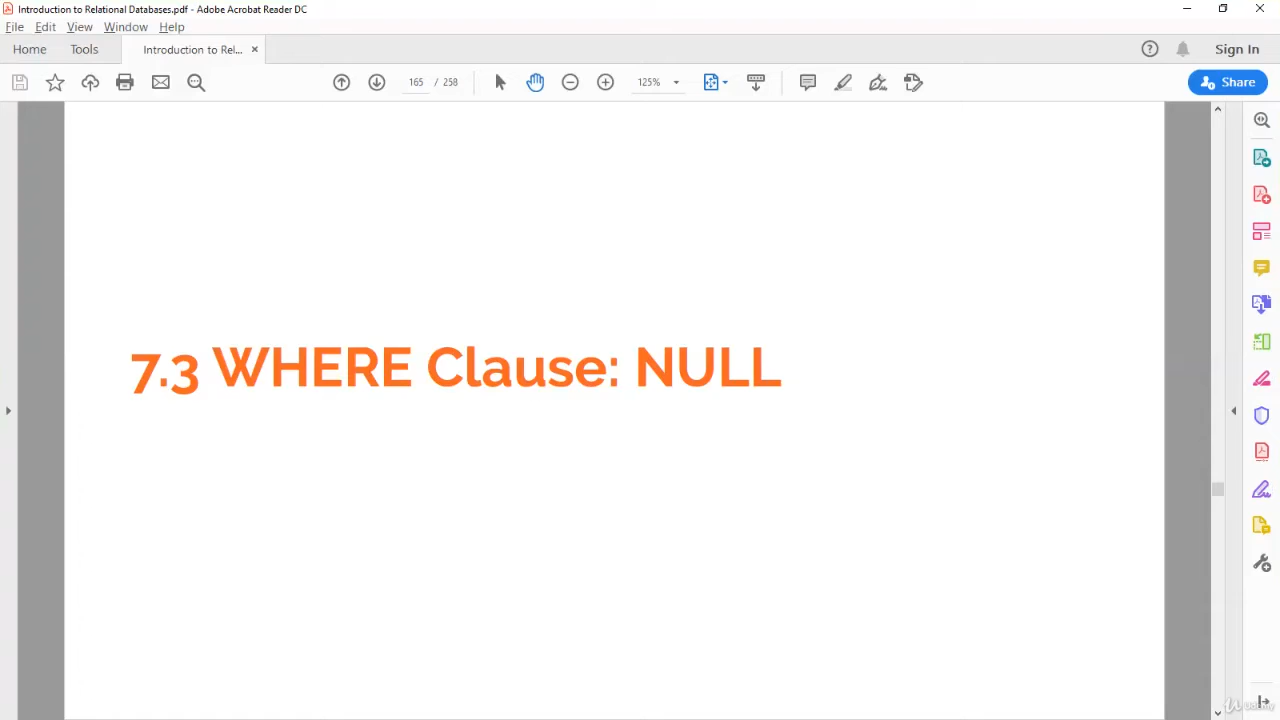 Introduction to Relational Databases.pdf - Adobe Acrobat Reader DC
File Edit View Window Help
Home Tools Introduction to Rel... × Sign In
165 / 258 125% Share
7.3 WHERE Clause: NULL
Udemy